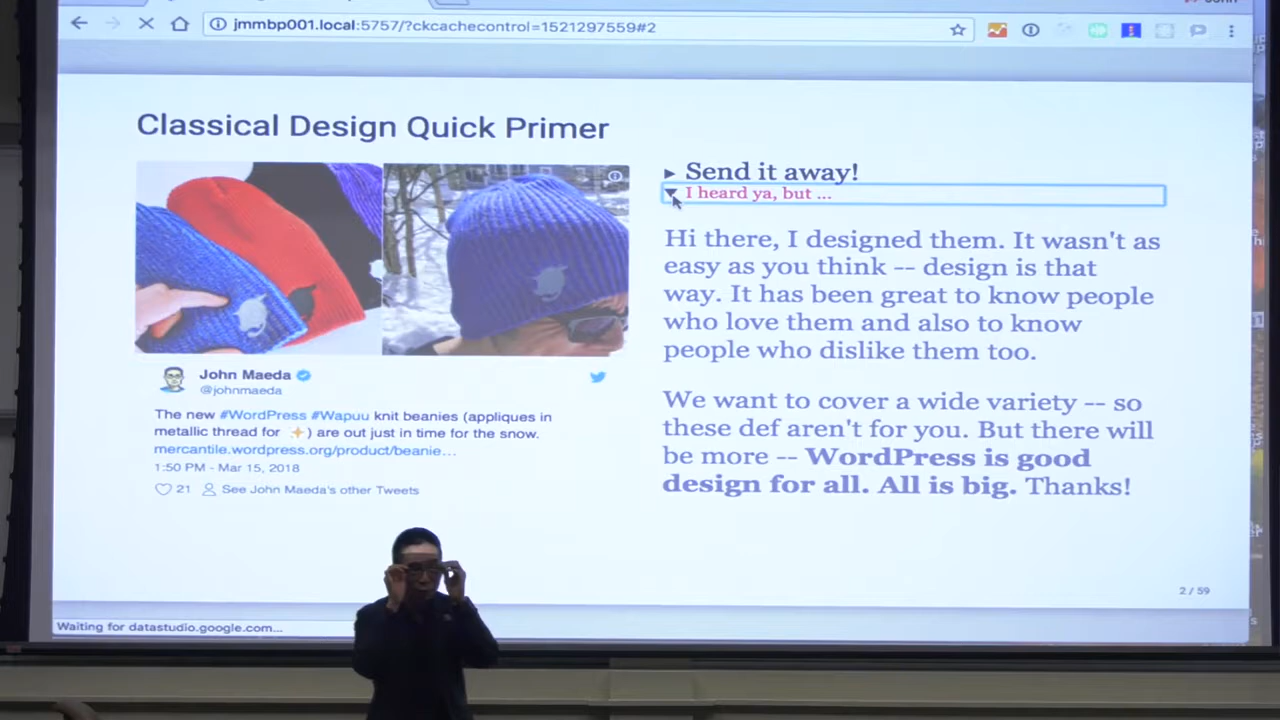 jmmbp001.local:5757/?ckcachecontrol=1521297559#2
Classical Design Quick Primer
Send it away!
I heard ya, but ...
Hi there, I designed them. It wasn't as
easy as you think -- design is that
way. It has been great to know people
who love them and also to know
people who dislike them too.
We want to cover a wide variety -- so
these def aren't for you. But there will
be more -- WordPress is good
design for all. All is big. Thanks!
John Maeda
@johnmaeda
The new #WordPress #Wapuu knit beanies (appliques in
metallic thread for ✨) are out just in time for the snow.
mercantile.wordpress.org/product/beanie…
1:50 PM - Mar 15, 2018
21 See John Maeda's other Tweets
2 / 59
Waiting for datastudio.google.com...